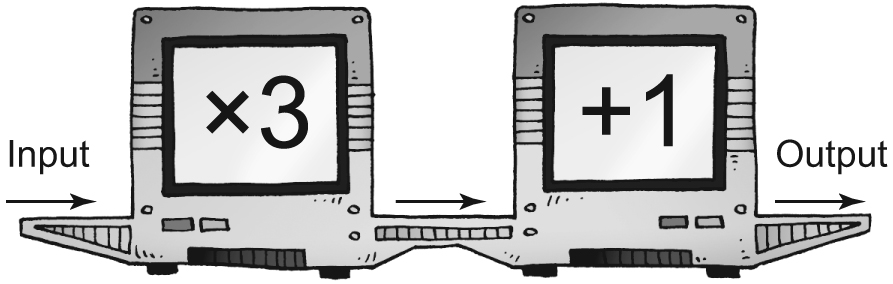 ×3
+1
Input
Output